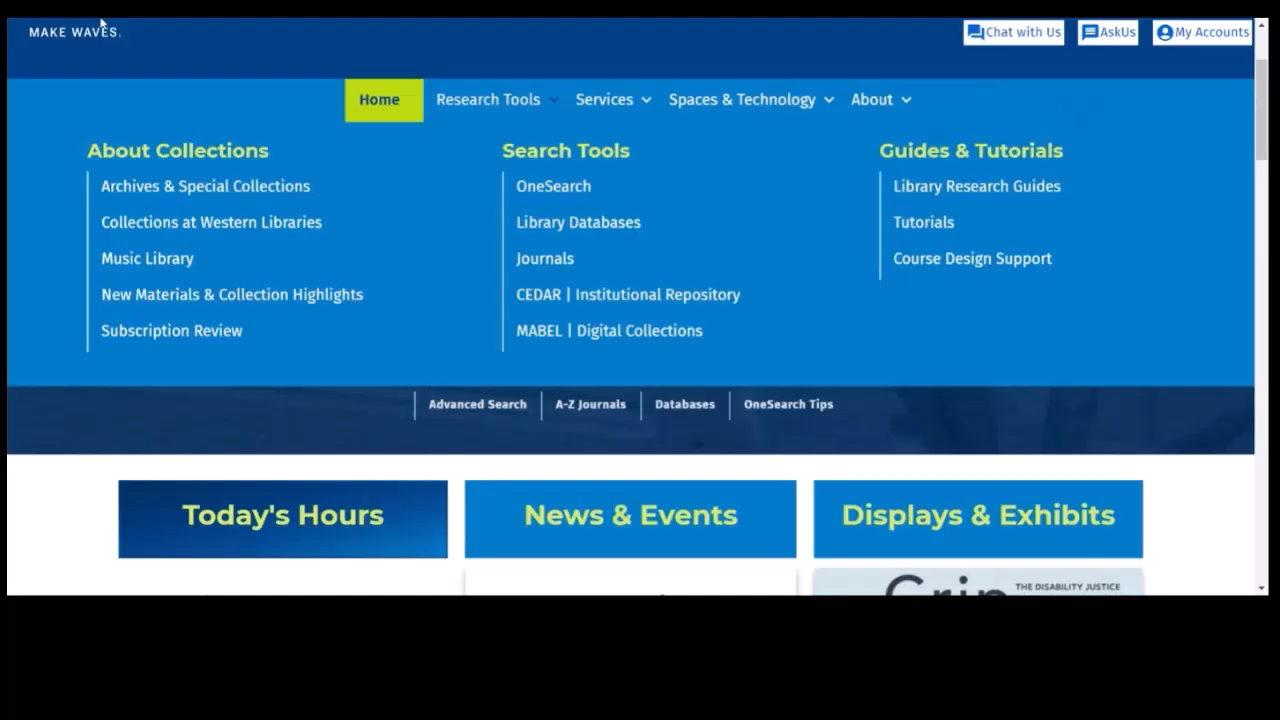 MAKE WAVES.
Chat with Us
AskUs
My Accounts
Home
Research Tools
Services
Spaces & Technology
About
About Collections
Archives & Special Collections
Collections at Western Libraries
Music Library
New Materials & Collection Highlights
Subscription Review
Search Tools
OneSearch
Library Databases
Journals
CEDAR | Institutional Repository
MABEL | Digital Collections
Guides & Tutorials
Library Research Guides
Tutorials
Course Design Support
Advanced Search
A-Z Journals
Databases
OneSearch Tips
Today's Hours
News & Events
Displays & Exhibits
THE DISABILITY JUSTICE